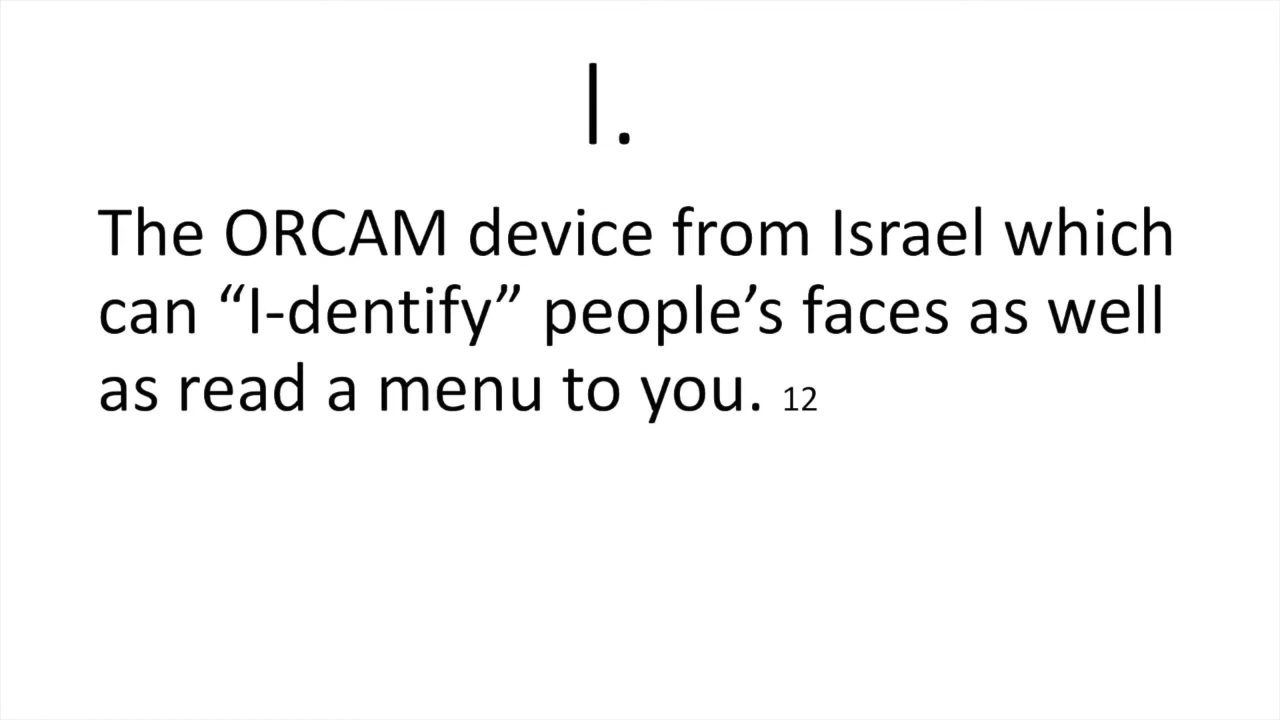 I.
The ORCAM device from Israel which
can “I-dentify” people’s faces as well
as read a menu to you. 12